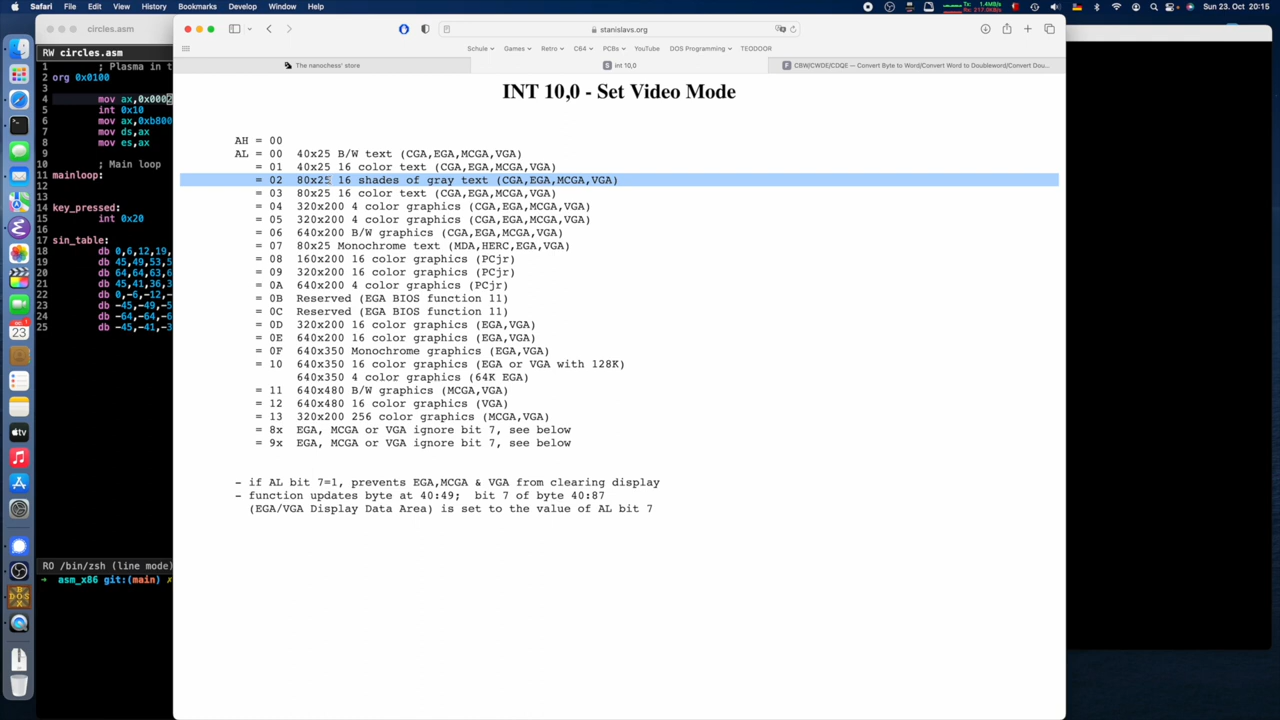 Safari File Edit View History Bookmarks Develop Window Help
Tx: 1.4MB/s
Rx: 217.0KB/s
Sun 23. Oct 20:15
circles.asm
stanislavs.org
Schule Games Retro C64 PCBs YouTube DOS Programming TEODOOR
The nanochess' store
int 10,0
CBW/CWDE/CDQE — Convert Byte to Word/Convert Word to Doubleword/Convert Dou...
RW circles.asm
1 ; Plasma in t
2 org 0x0100
3
4 mov ax,0x0002
5 int 0x10
6 mov ax,0xb800
7 mov ds,ax
8 mov es,ax
9
10 ; Main loop
11 mainloop:
12
13
14 key_pressed:
15 int 0x20
16
17 sin_table:
18 db 0,6,12,19,
19 db 45,49,53,5
20 db 64,64,63,6
21 db 45,41,36,3
22 db 0,-6,-12,-
23 db -45,-49,-5
24 db -64,-64,-6
25 db -45,-41,-3
RO /bin/zsh (line mode)
➜ asm_x86 git:(main) ✗
INT 10,0 - Set Video Mode
AH = 00
AL = 00 40x25 B/W text (CGA,EGA,MCGA,VGA)
= 01 40x25 16 color text (CGA,EGA,MCGA,VGA)
= 02 80x25 16 shades of gray text (CGA,EGA,MCGA,VGA)
= 03 80x25 16 color text (CGA,EGA,MCGA,VGA)
= 04 320x200 4 color graphics (CGA,EGA,MCGA,VGA)
= 05 320x200 4 color graphics (CGA,EGA,MCGA,VGA)
= 06 640x200 B/W graphics (CGA,EGA,MCGA,VGA)
= 07 80x25 Monochrome text (MDA,HERC,EGA,VGA)
= 08 160x200 16 color graphics (PCjr)
= 09 320x200 16 color graphics (PCjr)
= 0A 640x200 4 color graphics (PCjr)
= 0B Reserved (EGA BIOS function 11)
= 0C Reserved (EGA BIOS function 11)
= 0D 320x200 16 color graphics (EGA,VGA)
= 0E 640x200 16 color graphics (EGA,VGA)
= 0F 640x350 Monochrome graphics (EGA,VGA)
= 10 640x350 16 color graphics (EGA or VGA with 128K)
640x350 4 color graphics (64K EGA)
= 11 640x480 B/W graphics (MCGA,VGA)
= 12 640x480 16 color graphics (VGA)
= 13 320x200 256 color graphics (MCGA,VGA)
= 8x EGA, MCGA or VGA ignore bit 7, see below
= 9x EGA, MCGA or VGA ignore bit 7, see below
- if AL bit 7=1, prevents EGA,MCGA & VGA from clearing display
- function updates byte at 40:49; bit 7 of byte 40:87
(EGA/VGA Display Data Area) is set to the value of AL bit 7